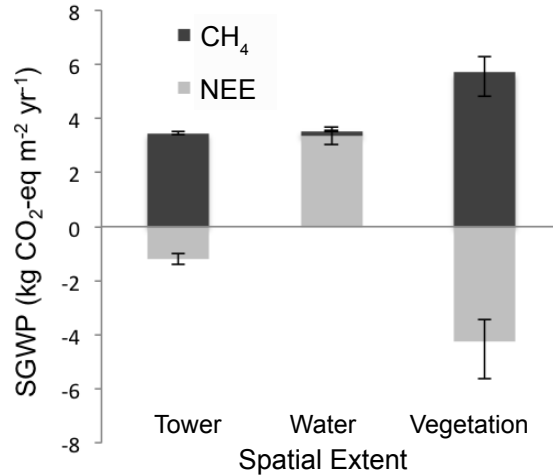 CH₄
NEE
SGWP (kg CO₂-eq m⁻² yr⁻¹)
8
6
4
2
0
-2
-4
-6
-8
Tower Water Vegetation
Spatial Extent